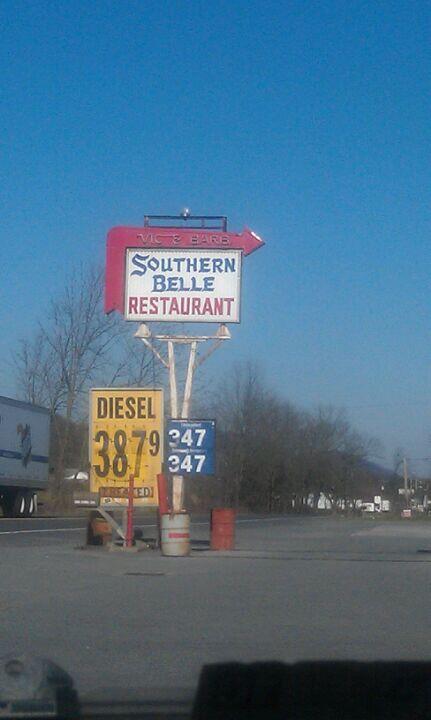 VIC & BARB
SOUTHERN
BELLE
RESTAURANT
DIESEL
387 9
347
347